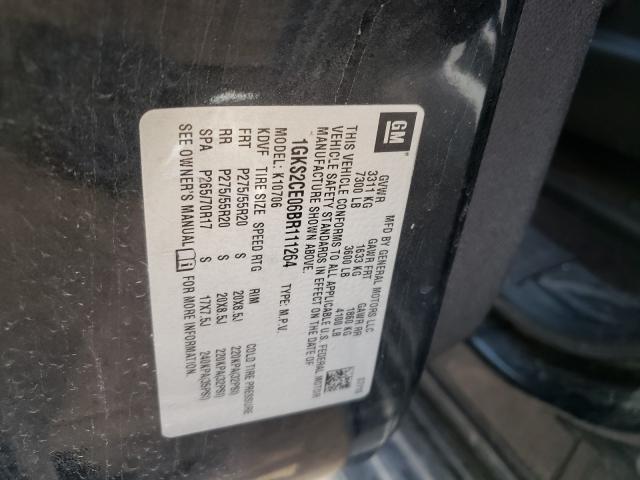 GM
MFD BY GENERAL MOTORS LLC
GVWR GAWR FRT GAWR RR
3311 KG 1633 KG 1860 KG
7300 LB 3600 LB 4100 LB
THIS VEHICLE CONFORMS TO ALL APPLICABLE U.S. FEDERAL MOTOR
VEHICLE SAFETY STANDARDS IN EFFECT ON THE DATE OF
MANUFACTURE SHOWN ABOVE.
1GKS2CE06BR111264 TYPE: M.P.V.
MODEL: K10706
KDVF TIRE SIZE SPEED RTG RIM COLD TIRE PRESSURE
FRT P275/55R20 S 20X8.5J 220KPA(32PSI)
RR P275/55R20 S 20X8.5J 220KPA(32PSI)
SPA P265/70R17 S 17X7.5J 240KPA(35PSI)
SEE OWNER'S MANUAL i FOR MORE INFORMATION.